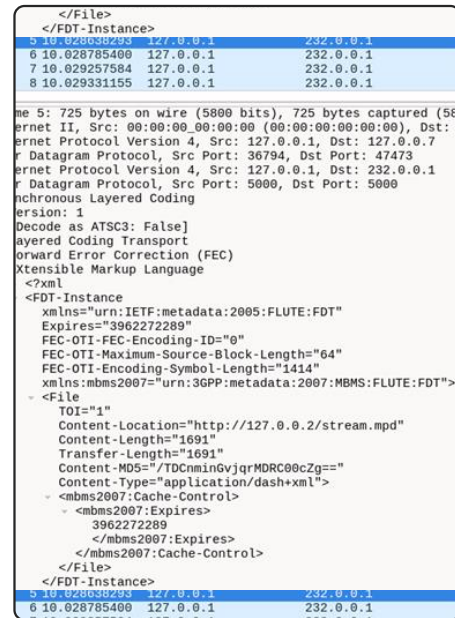 </File>
</FDT-Instance>
5 10.028638293 127.0.0.1 232.0.0.1
6 10.028785400 127.0.0.1 232.0.0.1
7 10.029257584 127.0.0.1 232.0.0.1
8 10.029331155 127.0.0.1 232.0.0.1
me 5: 725 bytes on wire (5800 bits), 725 bytes captured (58
ernet II, Src: 00:00:00_00:00:00 (00:00:00:00:00:00), Dst:
ernet Protocol Version 4, Src: 127.0.0.1, Dst: 127.0.0.7
r Datagram Protocol, Src Port: 36794, Dst Port: 47473
ernet Protocol Version 4, Src: 127.0.0.1, Dst: 232.0.0.1
r Datagram Protocol, Src Port: 5000, Dst Port: 5000
nchronous Layered Coding
ersion: 1
Decode as ATSC3: False]
ayered Coding Transport
orward Error Correction (FEC)
Xtensible Markup Language
<?xml
<FDT-Instance
xmlns="urn:IETF:metadata:2005:FLUTE:FDT"
Expires="3962272289"
FEC-OTI-FEC-Encoding-ID="0"
FEC-OTI-Maximum-Source-Block-Length="64"
FEC-OTI-Encoding-Symbol-Length="1414"
xmlns:mbms2007="urn:3GPP:metadata:2007:MBMS:FLUTE:FDT">
<File
TOI="1"
Content-Location="http://127.0.0.2/stream.mpd"
Content-Length="1691"
Transfer-Length="1691"
Content-MD5="/TDCnminGvjqrMDRC00cZg=="
Content-Type="application/dash+xml">
<mbms2007:Cache-Control>
<mbms2007:Expires>
3962272289
</mbms2007:Expires>
</mbms2007:Cache-Control>
</File>
</FDT-Instance>
5 10.028638293 127.0.0.1 232.0.0.1
6 10.028785400 127.0.0.1 232.0.0.1